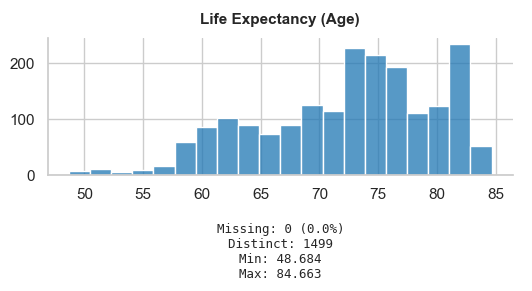 Life Expectancy (Age)
200
100
0
50 55 60 65 70 75 80 85
Missing: 0 (0.0%)
Distinct: 1499
Min: 48.684
Max: 84.663